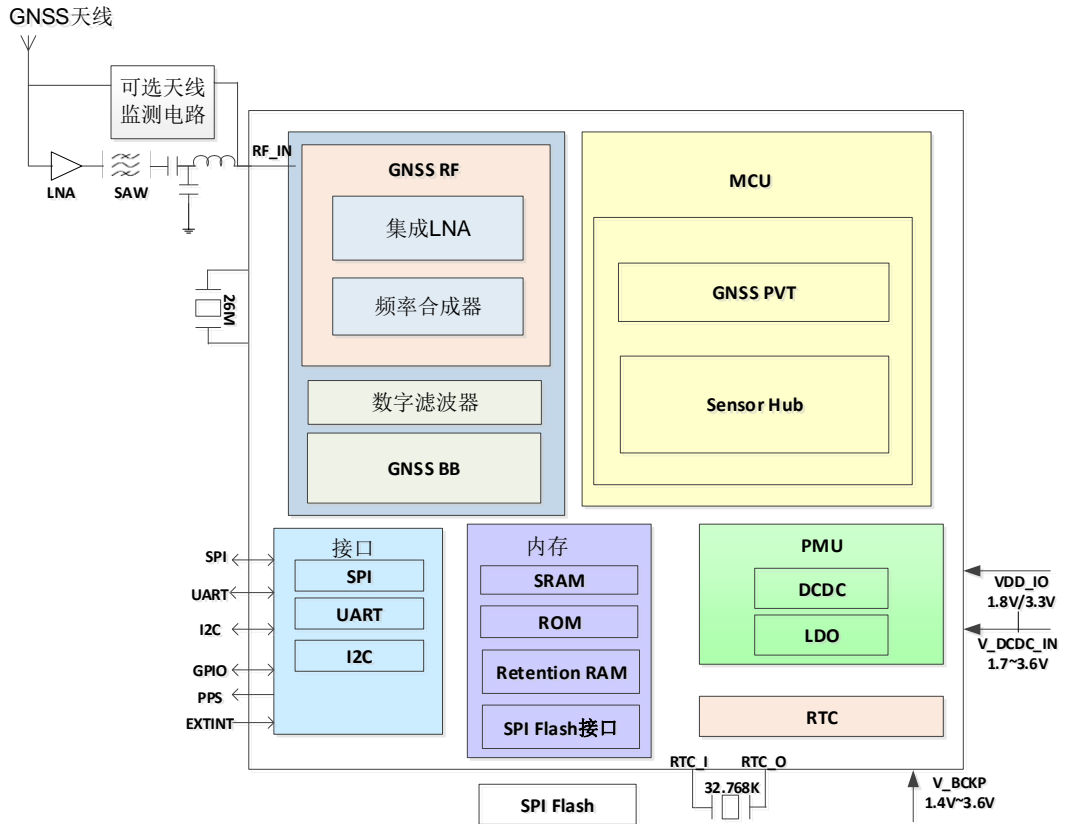 GNSS天线
可选天线
监测电路
RF_IN
LNA
SAW
26M
GNSS RF
集成LNA
频率合成器
数字滤波器
GNSS BB
MCU
GNSS PVT
Sensor Hub
SPI
UART
I2C
GPIO
PPS
EXTINT
接口
SPI
UART
I2C
内存
SRAM
ROM
Retention RAM
SPI Flash接口
PMU
DCDC
LDO
RTC
VDD_IO
1.8V/3.3V
V_DCDC_IN
1.7~3.6V
RTC_I
RTC_O
32.768K
V_BCKP
1.4V~3.6V
SPI Flash